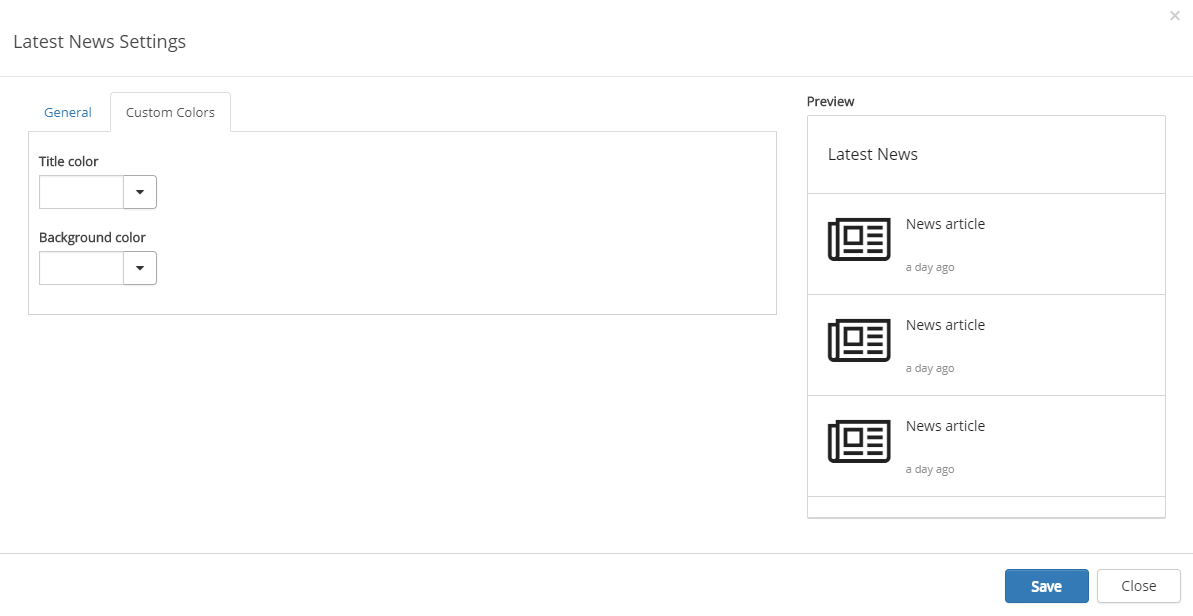 ×
Latest News Settings
General
Custom Colors
Title color
Background color
Preview
Latest News
News article
a day ago
News article
a day ago
News article
a day ago
Save
Close